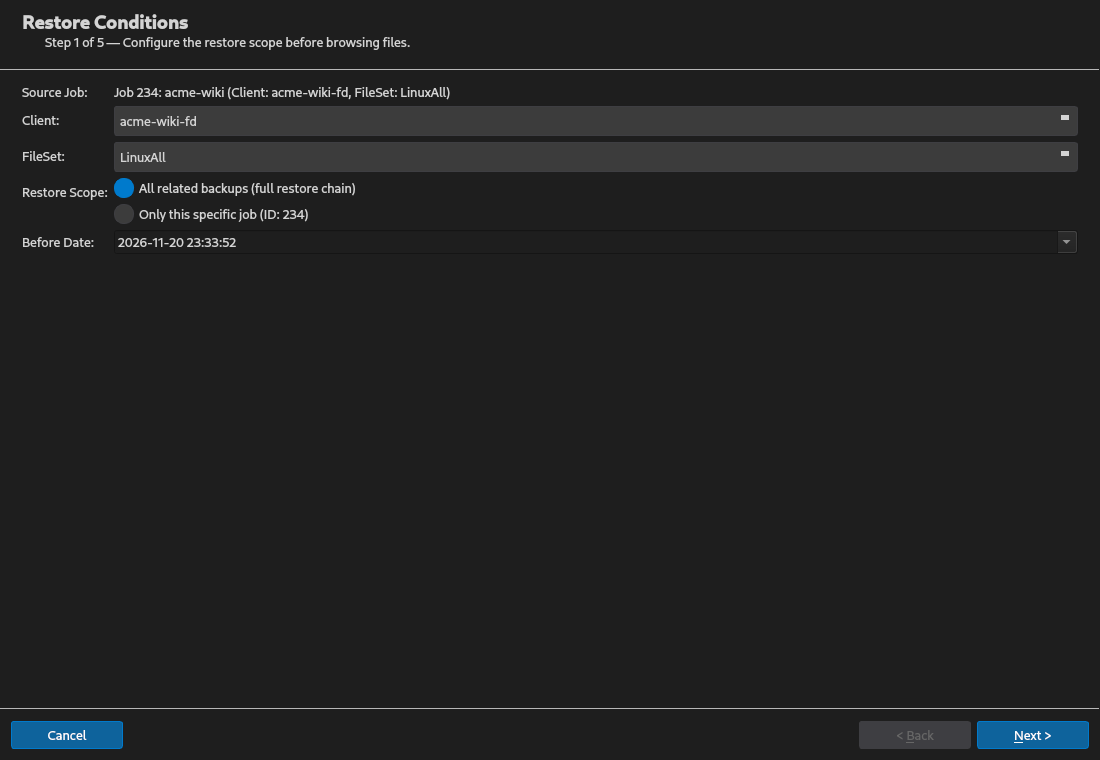 Restore Conditions
Step 1 of 5 — Configure the restore scope before browsing files.
Source Job: Job 234: acme-wiki (Client: acme-wiki-fd, FileSet: LinuxAll)
Client: acme-wiki-fd
FileSet: LinuxAll
Restore Scope: All related backups (full restore chain)
Only this specific job (ID: 234)
Before Date: 2026-11-20 23:33:52
Cancel < Back Next >